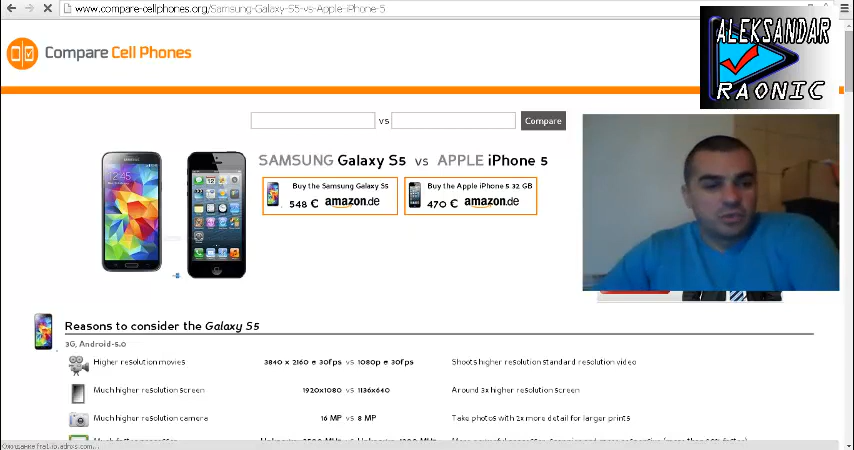 www.compare-cellphones.org/Samsung-Galaxy-S5-vs-Apple-iPhone-5
ALEKSANDAR
RAONIC
Compare Cell Phones
vs
Compare
SAMSUNG Galaxy S5 vs APPLE iPhone 5
Buy the Samsung Galaxy S5
548 € amazon.de
Buy the Apple iPhone 5 32 GB
470 € amazon.de
Reasons to consider the Galaxy S5
3G, Android-5.0
Higher resolution movies 3840 x 2160 @ 30fps vs 1080p @ 30fps Shoots higher resolution standard resolution video
Much higher resolution screen 1920x1080 vs 1136x640 Around 3x higher resolution screen
Much higher resolution camera 16 MP vs 8 MP Take photos with 2x more detail for larger prints